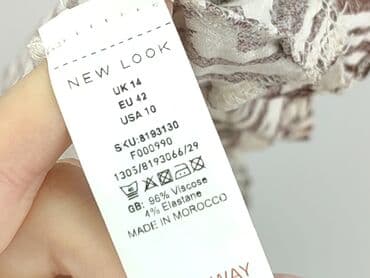 NEW LOOK
UK 14
EU 42
USA 10
SKU:8193130
F000990
1305/8193066/29
GB: 96% Viscose
4% Elastane
MADE IN MOROCCO
WAY